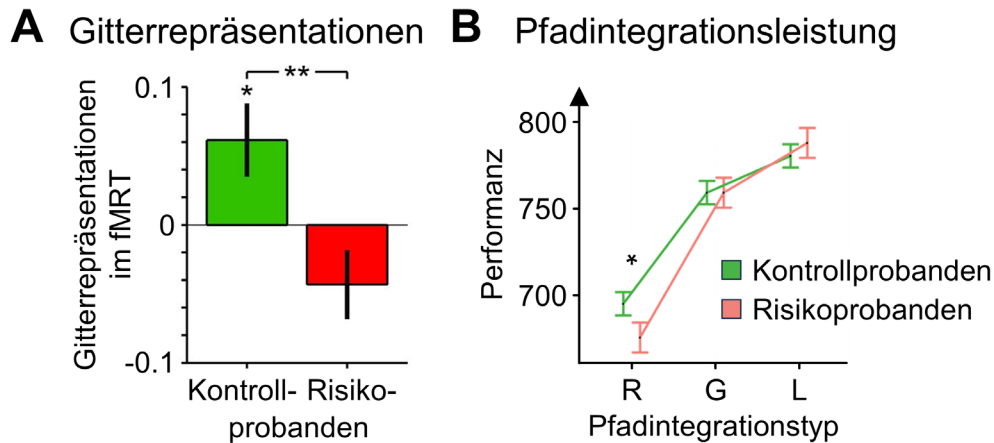 A Gitterrepräsentationen
Gitterrepräsentationen
im fMRT
0.1
0
-0.1
*
**
Kontroll- Risiko-
probanden
B Pfadintegrationsleistung
Performanz
800
750
700
*
Kontrollprobanden
Risikoprobanden
R G L
Pfadintegrationstyp